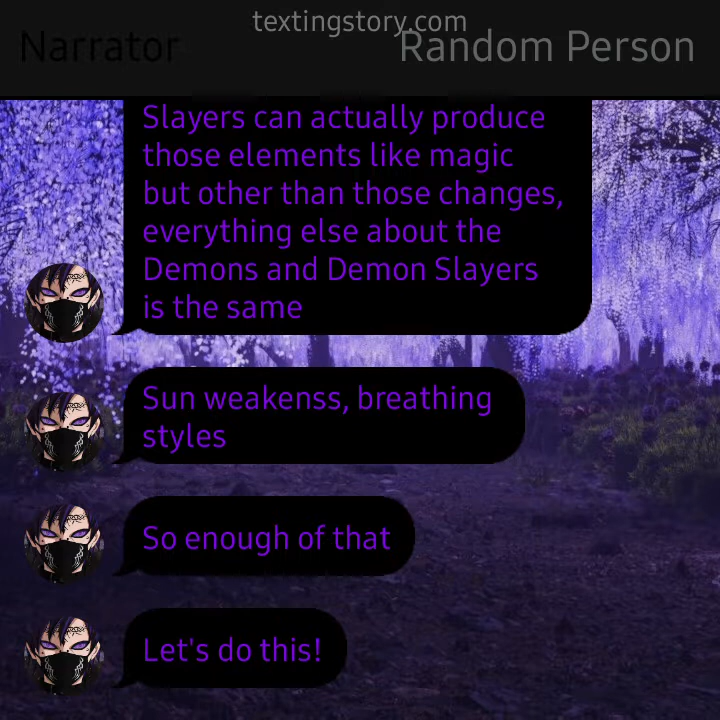 textingstory.com
Narrator
Random Person
Slayers can actually produce
those elements like magic
but other than those changes,
everything else about the
Demons and Demon Slayers
is the same
Sun weakenss, breathing
styles
So enough of that
Let's do this!